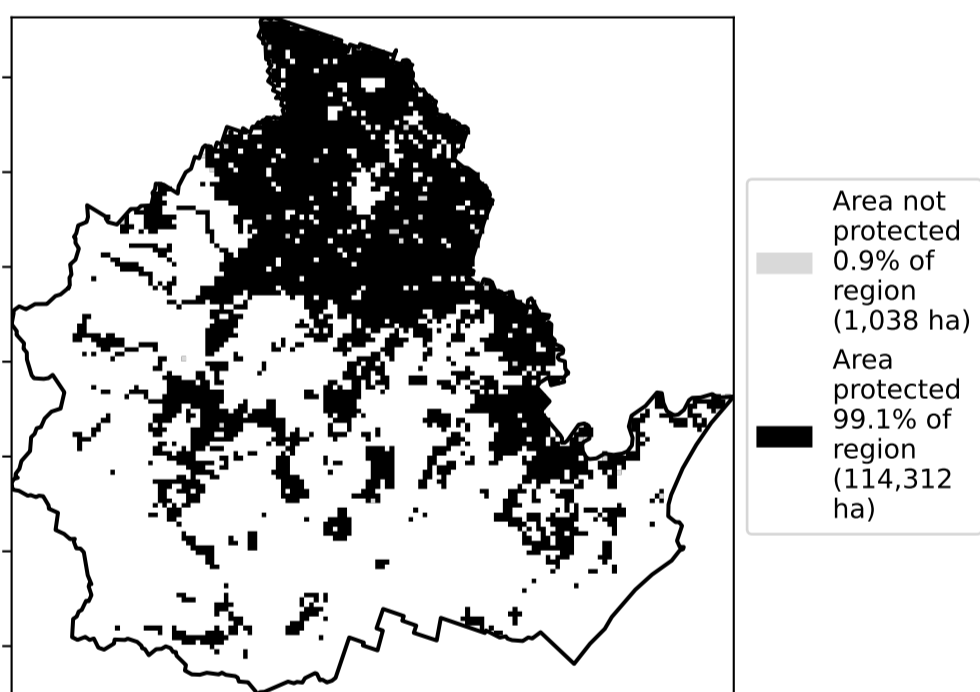 Area not
protected
0.9% of
region
(1,038 ha)
Area
protected
99.1% of
region
(114,312
ha)